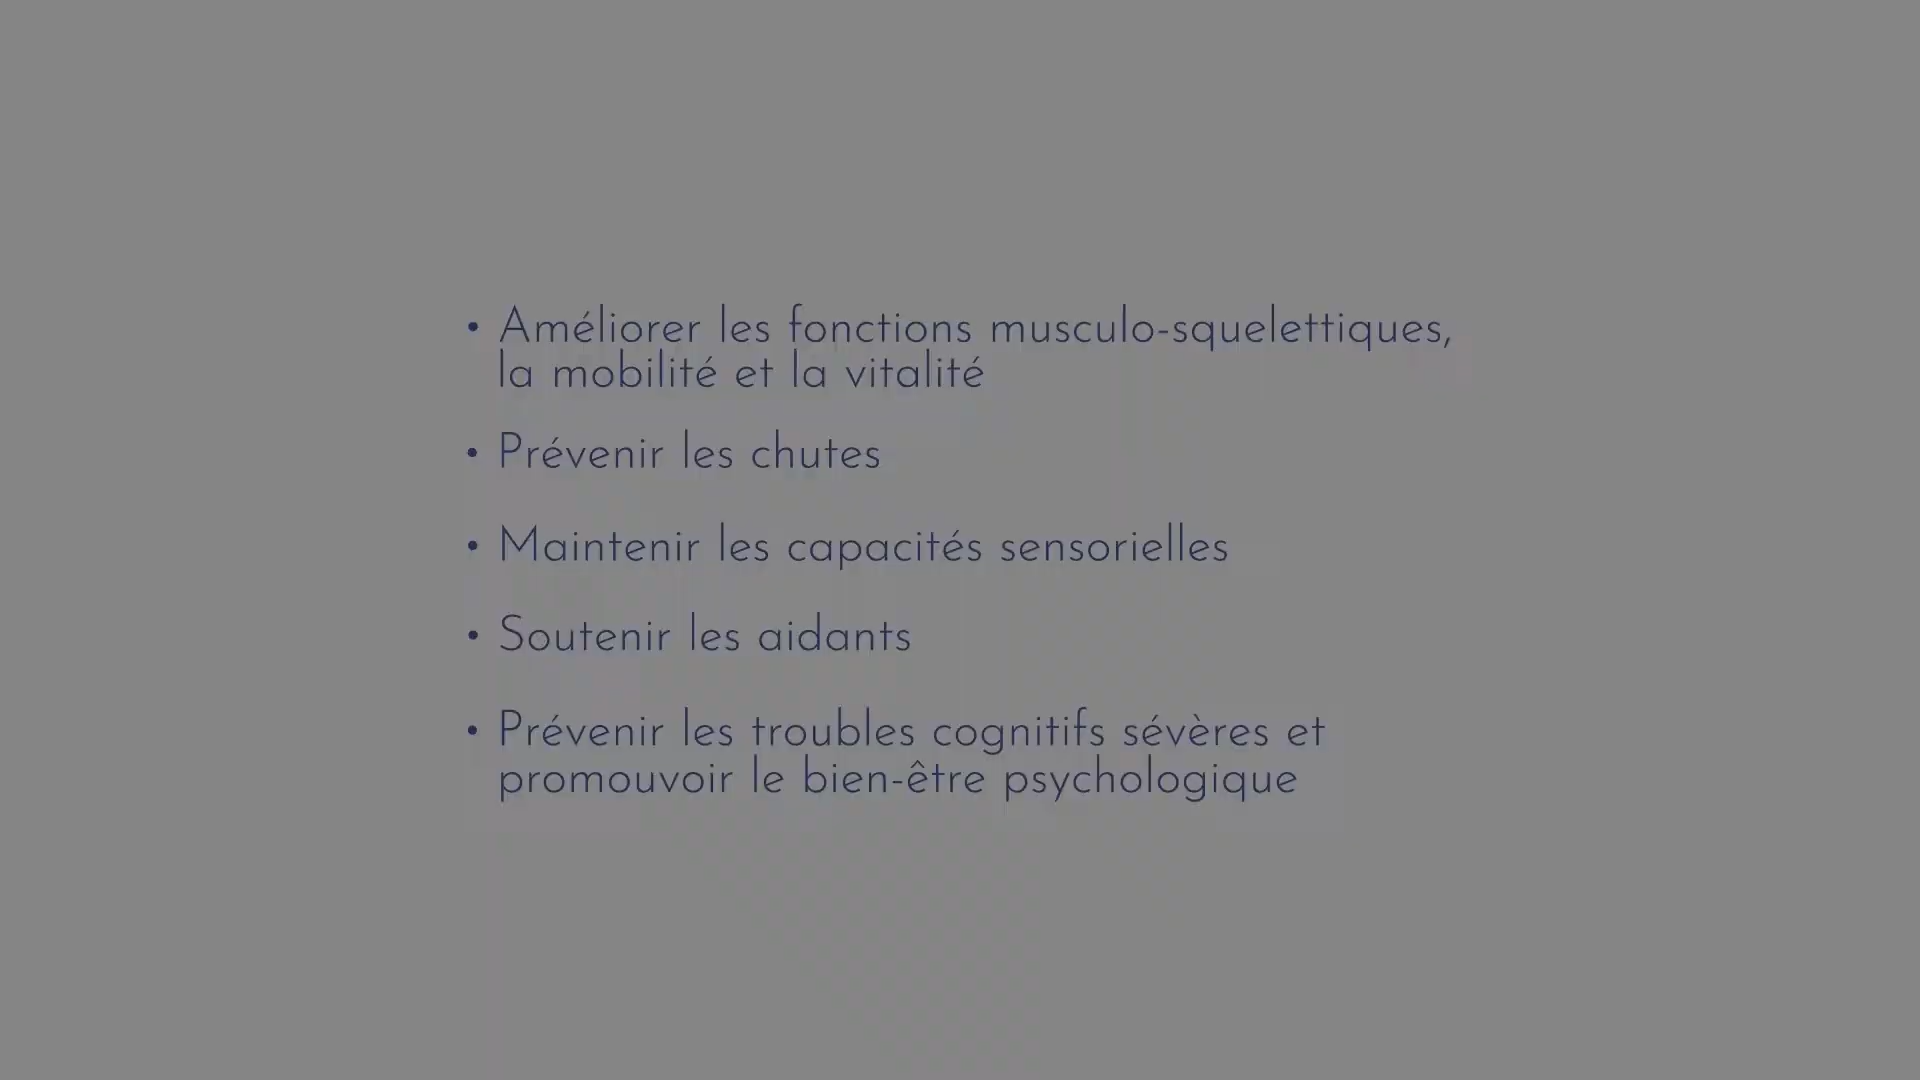 • Améliorer les fonctions musculo-squelettiques,
la mobilité et la vitalité
• Prévenir les chutes
• Maintenir les capacités sensorielles
• Soutenir les aidants
• Prévenir les troubles cognitifs sévères et
promouvoir le bien-être psychologique